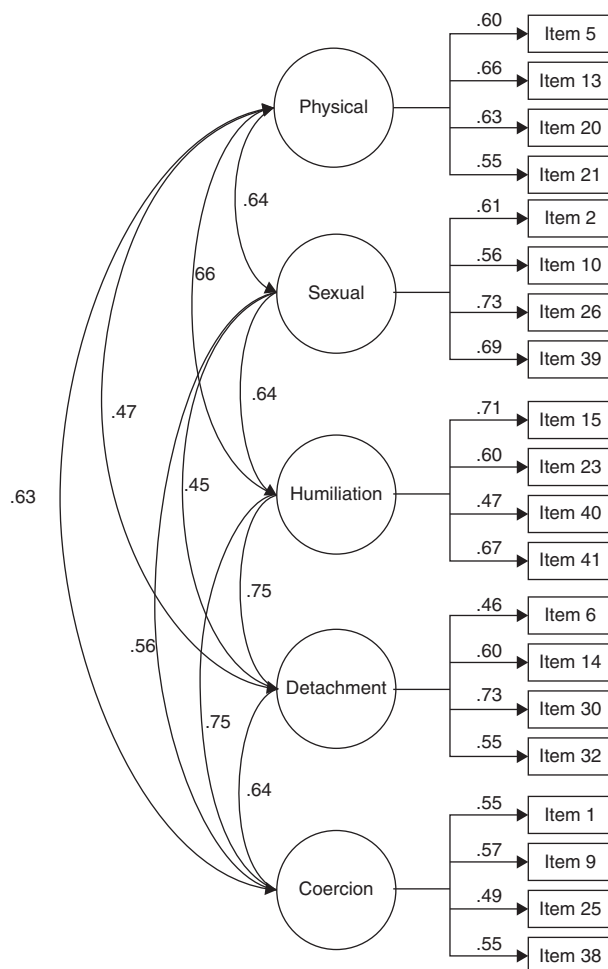 .60
Item 5
.66
Item 13
Physical
.63
Item 20
.55
Item 21
.64
.61
Item 2
.56
Item 10
66
Sexual
.73
Item 26
.69
Item 39
.64
.47
.71
Item 15
.45
.60
Item 23
.63
Humiliation
.47
Item 40
.67
Item 41
.75
.46
Item 6
.56
.60
Item 14
Detachment
.75
.73
Item 30
.55
Item 32
.64
.55
Item 1
.57
Item 9
Coercion
.49
Item 25
.55
Item 38